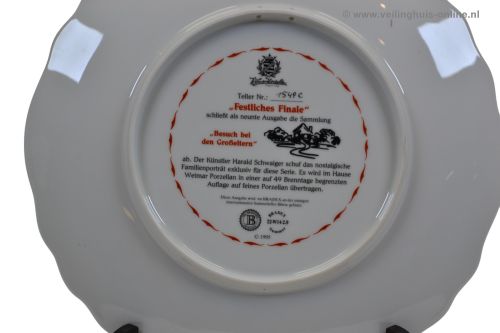 © www.veilinghuis-online.nl
Teller Nr.:
„Festliches Finale“
schließt als neunte Ausgabe die Sammlung
„Besuch bei
den Großeltern“
ab. Der Künstler Harald Schwaiger schuf das nostalgische
Familienporträt exklusiv für diese Serie. Es wird im Hause
Weimar Porzellan in einer auf 49 Brenntage begrenzten
Auflage auf feines Porzellan übertragen.
BRADEX
B
© 1995